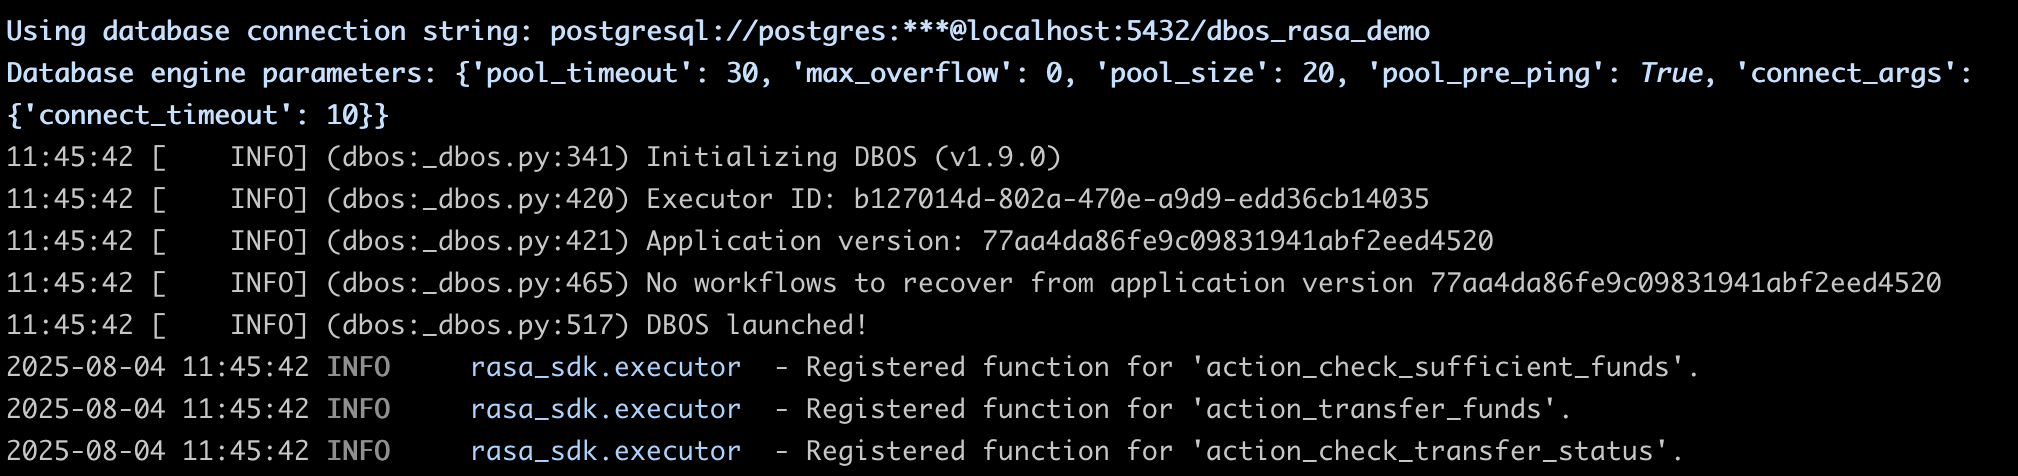 Using database connection string: postgresql://postgres:***@localhost:5432/dbos_rasa_demo
Database engine parameters: {'pool_timeout': 30, 'max_overflow': 0, 'pool_size': 20, 'pool_pre_ping': True, 'connect_args':
{'connect_timeout': 10}}
11:45:42 [    INFO] (dbos:_dbos.py:341) Initializing DBOS (v1.9.0)
11:45:42 [    INFO] (dbos:_dbos.py:420) Executor ID: b127014d-802a-470e-a9d9-edd36cb14035
11:45:42 [    INFO] (dbos:_dbos.py:421) Application version: 77aa4da86fe9c09831941abf2eed4520
11:45:42 [    INFO] (dbos:_dbos.py:465) No workflows to recover from application version 77aa4da86fe9c09831941abf2eed4520
11:45:42 [    INFO] (dbos:_dbos.py:517) DBOS launched!
2025-08-04 11:45:42 INFO     rasa_sdk.executor  - Registered function for 'action_check_sufficient_funds'.
2025-08-04 11:45:42 INFO     rasa_sdk.executor  - Registered function for 'action_transfer_funds'.
2025-08-04 11:45:42 INFO     rasa_sdk.executor  - Registered function for 'action_check_transfer_status'.